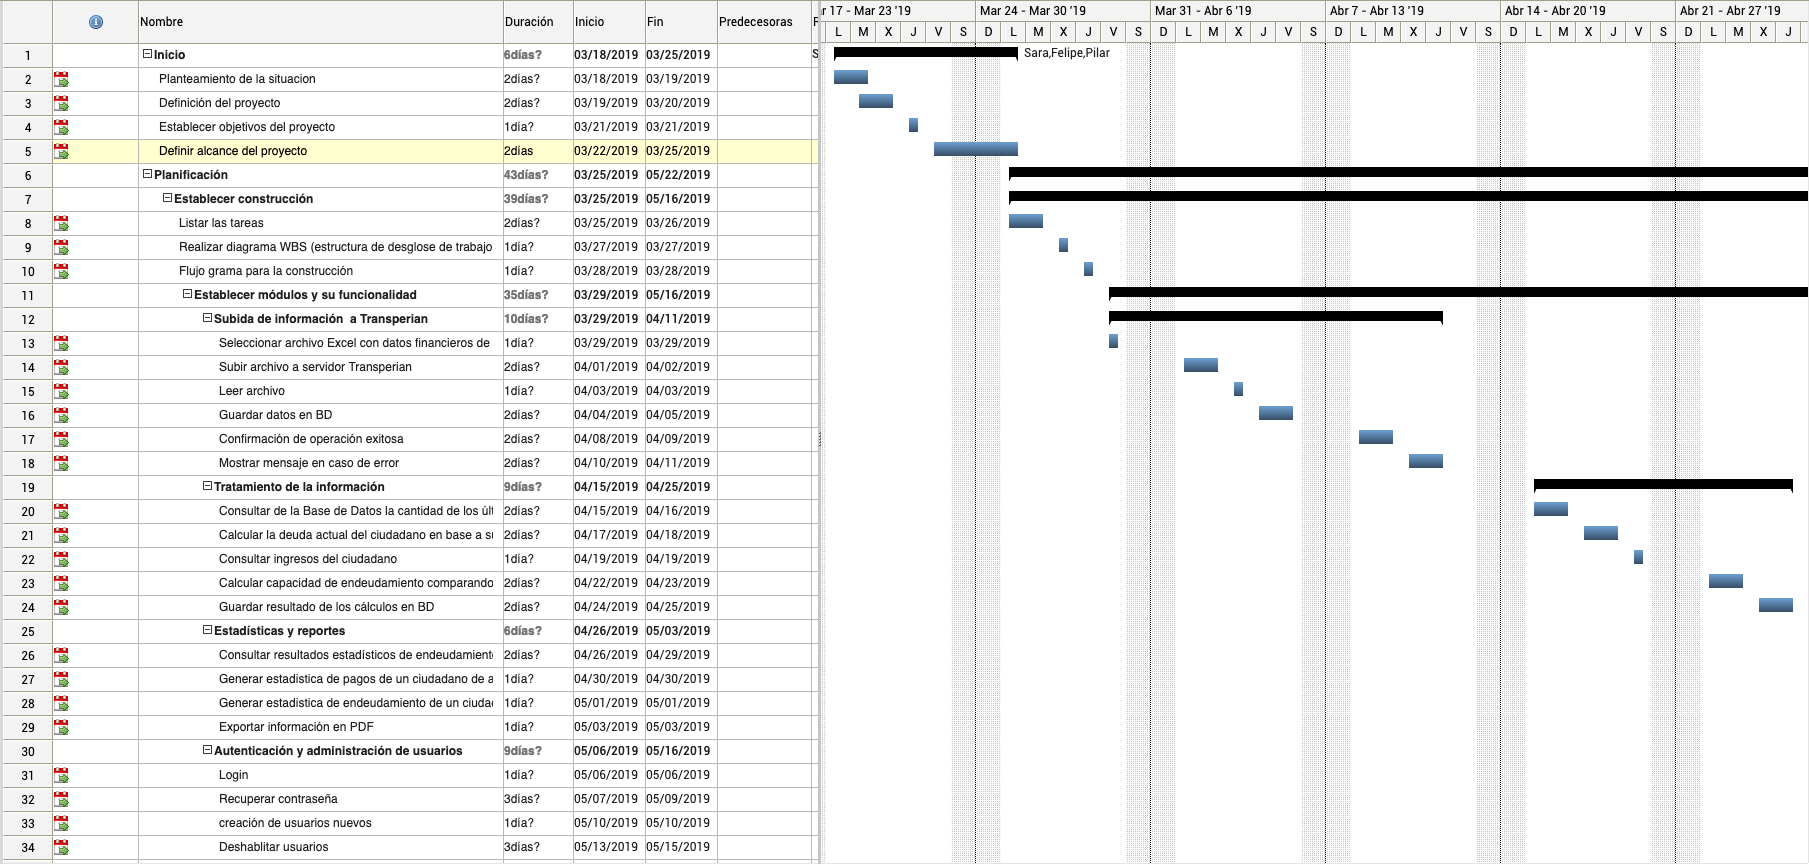 Nombre Duración Inicio Fin Predecesoras
r 17 - Mar 23 '19 Mar 24 - Mar 30 '19 Mar 31 - Abr 6 '19 Abr 7 - Abr 13 '19 Abr 14 - Abr 20 '19 Abr 21 - Abr 27 '19
L M X J V S D L M X J V S D L M X J V S D L M X J V S D L M X J V S D L M X J
1 Inicio 6días? 03/18/2019 03/25/2019 S Sara,Felipe,Pilar
2 Planteamiento de la situacion 2días? 03/18/2019 03/19/2019
3 Definición del proyecto 2días? 03/19/2019 03/20/2019
4 Establecer objetivos del proyecto 1día? 03/21/2019 03/21/2019
5 Definir alcance del proyecto 2días 03/22/2019 03/25/2019
6 Planificación 43días? 03/25/2019 05/22/2019
7 Establecer construcción 39días? 03/25/2019 05/16/2019
8 Listar las tareas 2días? 03/25/2019 03/26/2019
9 Realizar diagrama WBS (estructura de desglose de trabajo 1día? 03/27/2019 03/27/2019
10 Flujo grama para la construcción 1día? 03/28/2019 03/28/2019
11 Establecer módulos y su funcionalidad 35días? 03/29/2019 05/16/2019
12 Subida de información a Transperian 10días? 03/29/2019 04/11/2019
13 Seleccionar archivo Excel con datos financieros de 1día? 03/29/2019 03/29/2019
14 Subir archivo a servidor Transperian 2días? 04/01/2019 04/02/2019
15 Leer archivo 1día? 04/03/2019 04/03/2019
16 Guardar datos en BD 2días? 04/04/2019 04/05/2019
17 Confirmación de operación exitosa 2días? 04/08/2019 04/09/2019
18 Mostrar mensaje en caso de error 2días? 04/10/2019 04/11/2019
19 Tratamiento de la información 9días? 04/15/2019 04/25/2019
20 Consultar de la Base de Datos la cantidad de los últ 2días? 04/15/2019 04/16/2019
21 Calcular la deuda actual del ciudadano en base a su 2días? 04/17/2019 04/18/2019
22 Consultar ingresos del ciudadano 1día? 04/19/2019 04/19/2019
23 Calcular capacidad de endeudamiento comparando 2días? 04/22/2019 04/23/2019
24 Guardar resultado de los cálculos en BD 2días? 04/24/2019 04/25/2019
25 Estadísticas y reportes 6días? 04/26/2019 05/03/2019
26 Consultar resultados estadísticos de endeudamient 2días? 04/26/2019 04/29/2019
27 Generar estadistica de pagos de un ciudadano de a 1día? 04/30/2019 04/30/2019
28 Generar estadistica de endeudamiento de un ciuda 1día? 05/01/2019 05/01/2019
29 Exportar información en PDF 1día? 05/03/2019 05/03/2019
30 Autenticación y administración de usuarios 9días? 05/06/2019 05/16/2019
31 Login 1día? 05/06/2019 05/06/2019
32 Recuperar contraseña 3días? 05/07/2019 05/09/2019
33 creación de usuarios nuevos 1día? 05/10/2019 05/10/2019
34 Deshablitar usuarios 3días? 05/13/2019 05/15/2019